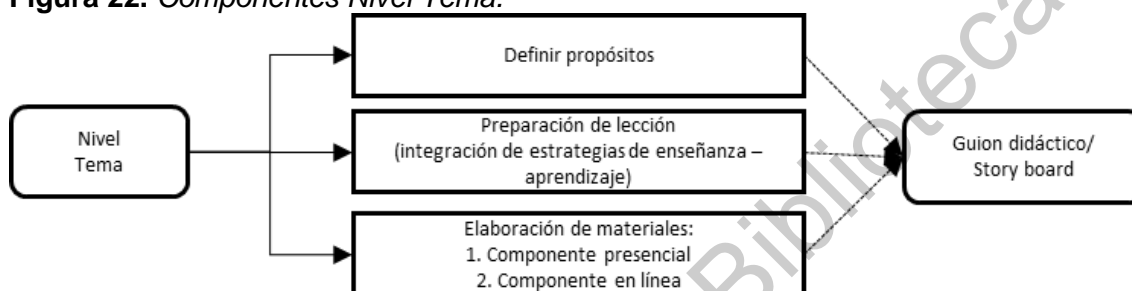 Figura 22. Componentes Nivel Tema.
Definir propósitos
Nivel
Tema
Preparación de lección
(integración de estrategias de enseñanza –
aprendizaje)
Guion didáctico/
Story board
Elaboración de materiales:
1. Componente presencial
2. Componente en línea
Biblioteca